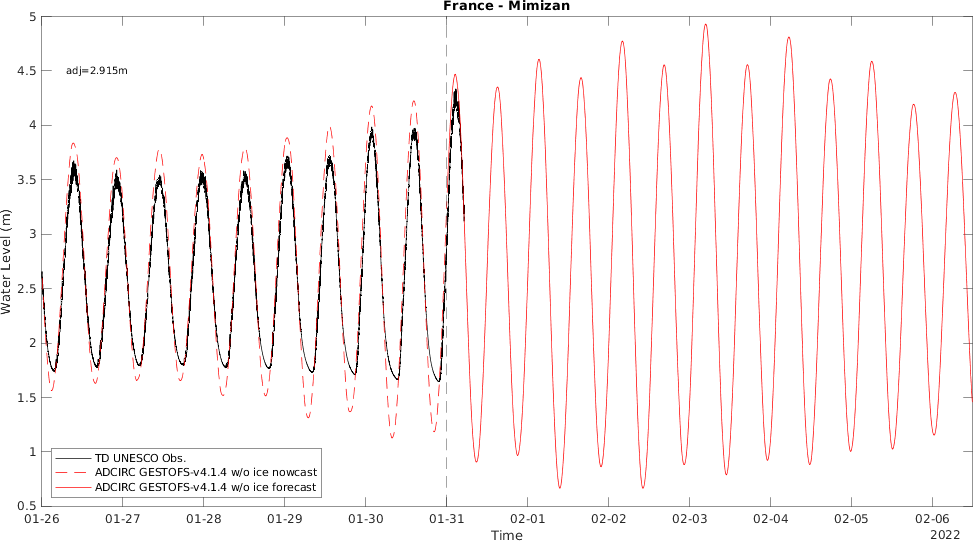 France - Mimizan
5
4.5
4
3.5
3
2.5
2
1.5
1
0.5
Water Level (m)
adj=2.915m
TD UNESCO Obs.
ADCIRC GESTOFS-v4.1.4 w/o ice nowcast
ADCIRC GESTOFS-v4.1.4 w/o ice forecast
01-26 01-27 01-28 01-29 01-30 01-31 02-01 02-02 02-03 02-04 02-05 02-06
Time
2022